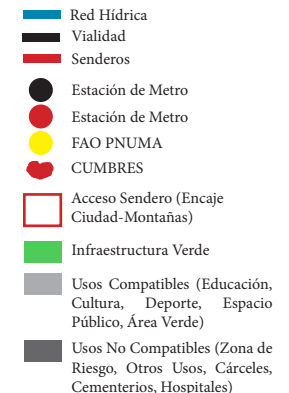 Red Hídrica
Vialidad
Senderos
Estación de Metro
Estación de Metro
FAO PNUMA
CUMBRES
Acceso Sendero (Encaje
Ciudad-Montañas)
Infraestructura Verde
Usos Compatibles (Educación,
Cultura, Deporte, Espacio
Público, Área Verde)
Usos No Compatibles (Zona de
Riesgo, Otros Usos, Cárceles,
Cementerios, Hospitales)